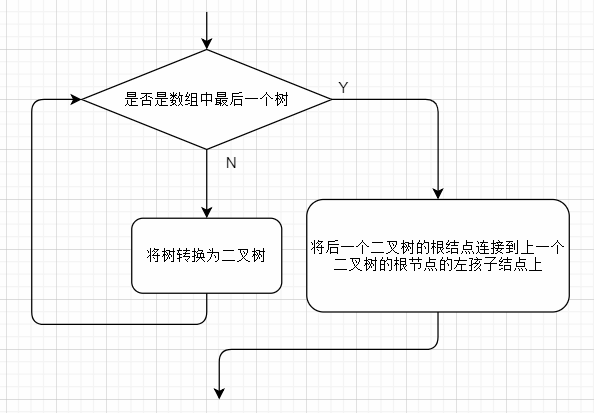 是否是数组中最后一个树
Y
N
将树转换为二叉树
将后一个二叉树的根结点连接到上一个
二叉树的根节点的左孩子结点上